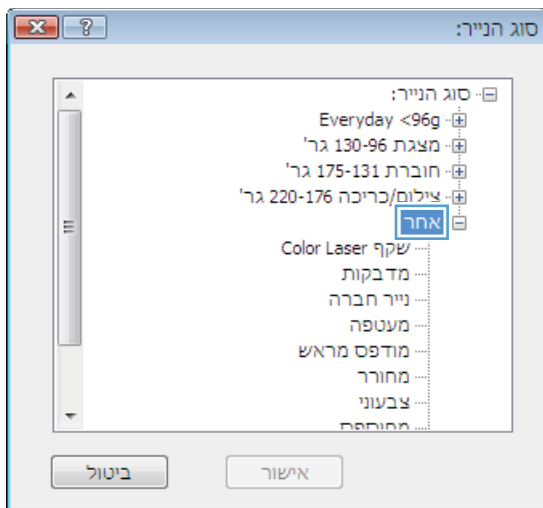 סוג הנייר:
סוג הנייר:
Everyday <96g
מצגת 130-96 גר'
חוברת 175-131 גר'
צילום/כריכה 220-176 גר'
אחר
שקף Color Laser
מדבקות
נייר חברה
מעטפה
מודפס מראש
מחורר
צבעוני
מחוספס
אישור
ביטול